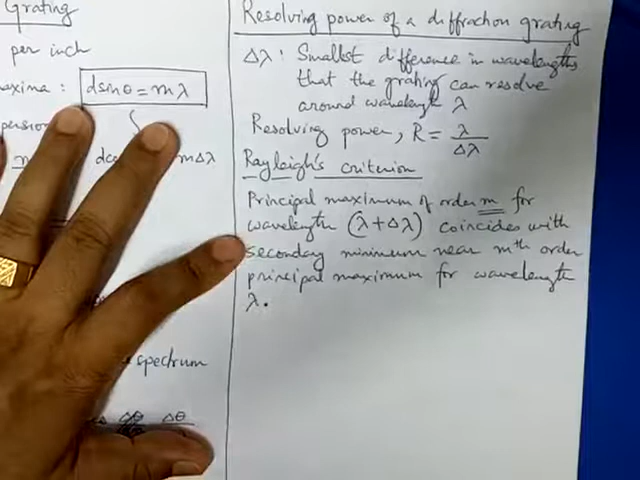 Grating
per inch
dsinθ = mλ
mΔλ
spectrum
Δθ
Resolving power of a diffraction grating
Δλ : Smallest difference in wavelengths
that the grating can resolve
around wavelength λ
Resolving power, R = λ/Δλ
Rayleigh's criterion
Principal maximum of order m for
wavelength (λ+Δλ) coincides with
seconday minimum near mth order
principal maximum for wavelength
λ.